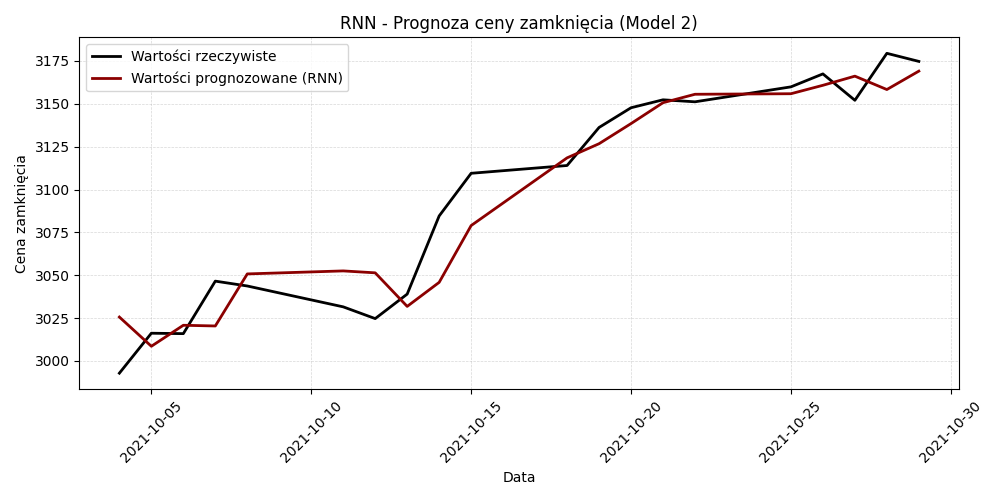 RNN - Prognoza ceny zamknięcia (Model 2)
Wartości rzeczywiste
Wartości prognozowane (RNN)
Cena zamknięcia
3175
3150
3125
3100
3075
3050
3025
3000
2021-10-05
2021-10-10
2021-10-15
2021-10-20
2021-10-25
2021-10-30
Data